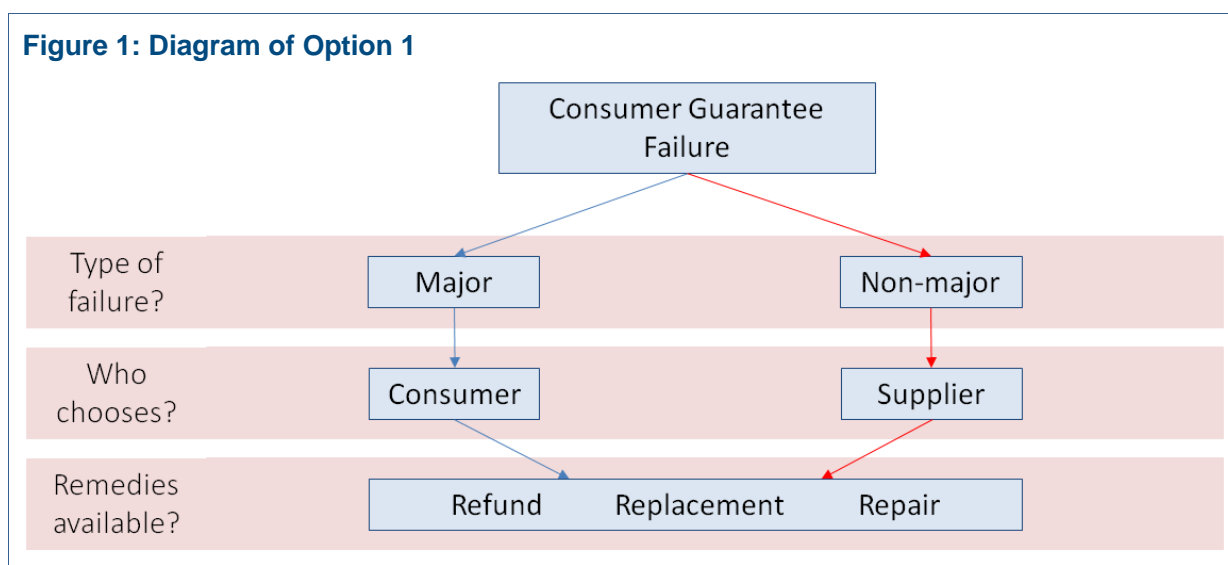 Figure 1: Diagram of Option 1
Consumer Guarantee
Failure
Type of
failure?
Major
Non-major
Who
chooses?
Consumer
Supplier
Remedies
available?
Refund Replacement Repair